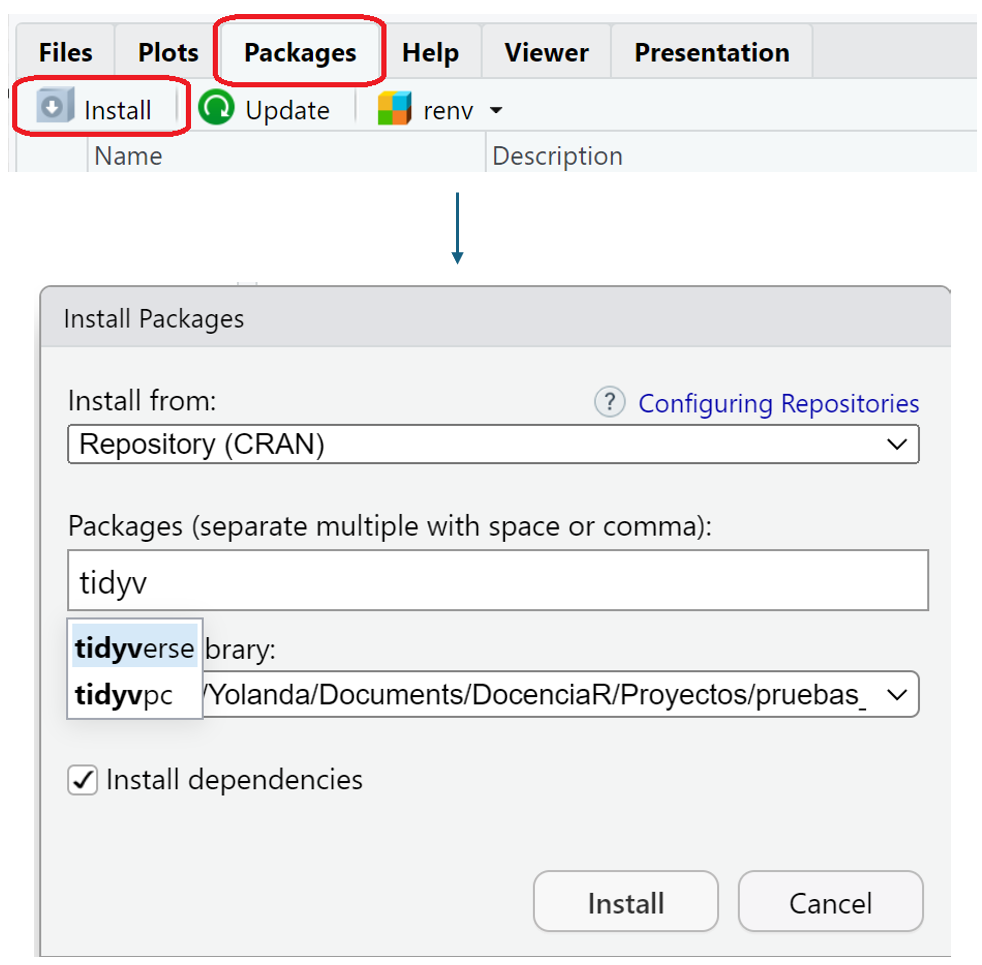 Files Plots Packages Help Viewer Presentation
Install Update renv
Name Description
Install Packages
Install from: ? Configuring Repositories
Repository (CRAN)
Packages (separate multiple with space or comma):
tidyv
tidyverse brary:
tidyvpc /Yolanda/Documents/DocenciaR/Proyectos/pruebas_
Install dependencies
Install Cancel